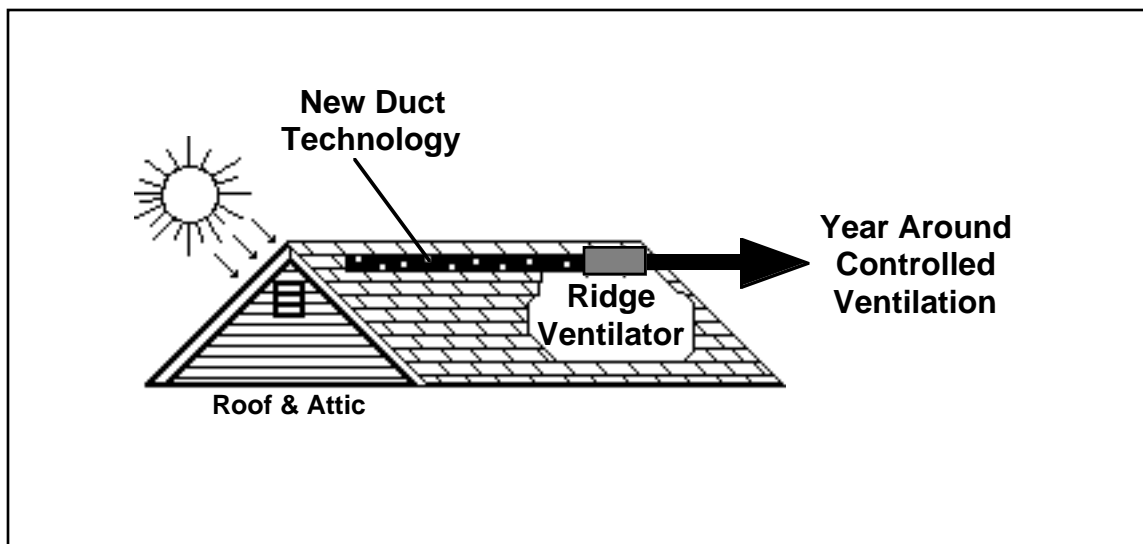 New Duct
Technology
Year Around
Controlled
Ventilation
Ridge
Ventilator
Roof & Attic